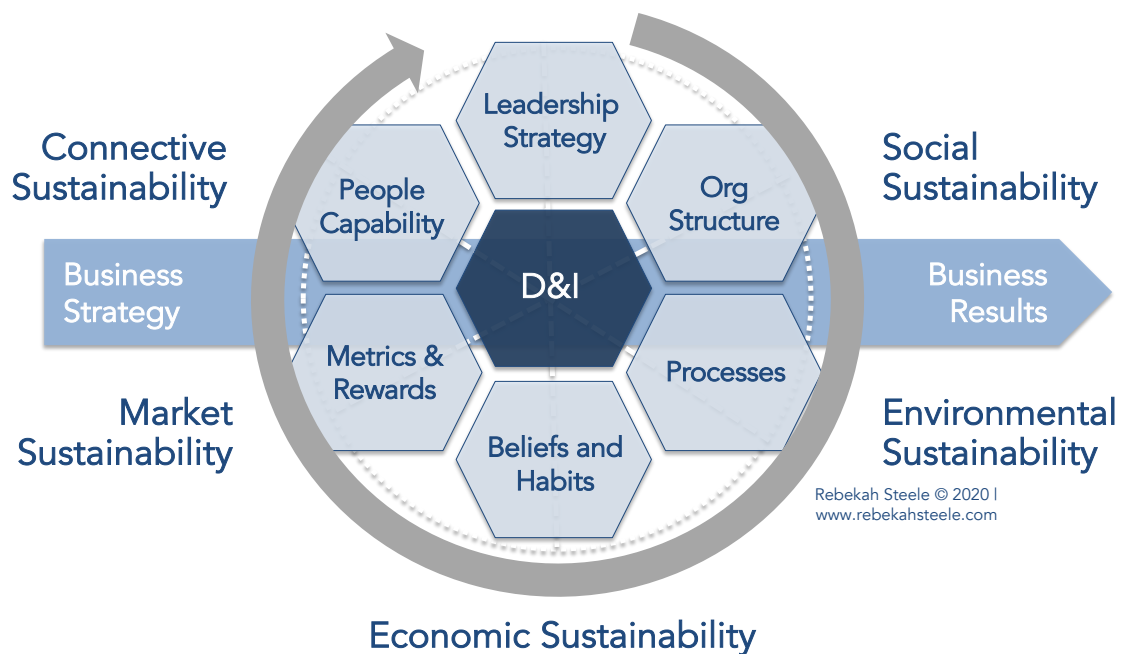 Leadership
Strategy
Connective
Sustainability
Social
Sustainability
People
Capability
Org
Structure
Business
Strategy
D&I
Business
Results
Metrics &
Rewards
Processes
Market
Sustainability
Beliefs and
Habits
Environmental
Sustainability
Rebekah Steele © 2020 |
www.rebekahsteele.com
Economic Sustainability